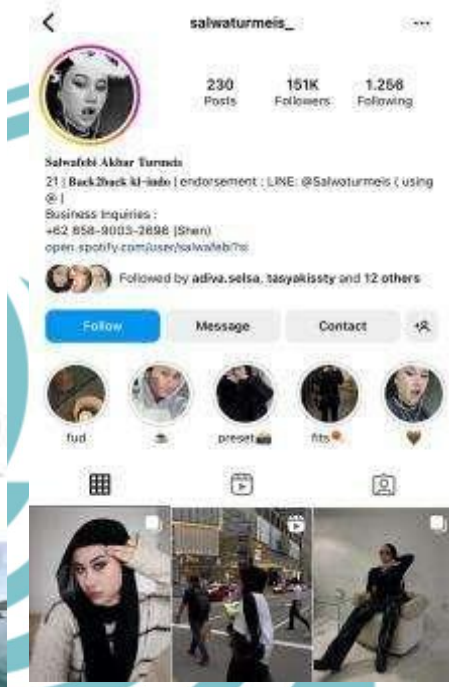 salwaturmeis_
230 151K 1.256
Posts Followers Following
Salwafebi Akbar Turmeis
21 | Back2back kl-indo | endorsement : LINE: @Salwaturmeis ( using
@ )
Business Inquiries :
+62 858-9003-2698 (Shen)
open.spotify.com/user/salwafebi?si
Followed by adiva.selsa, tasyakissty and 12 others
Follow Message Contact
fud preset📸 fits